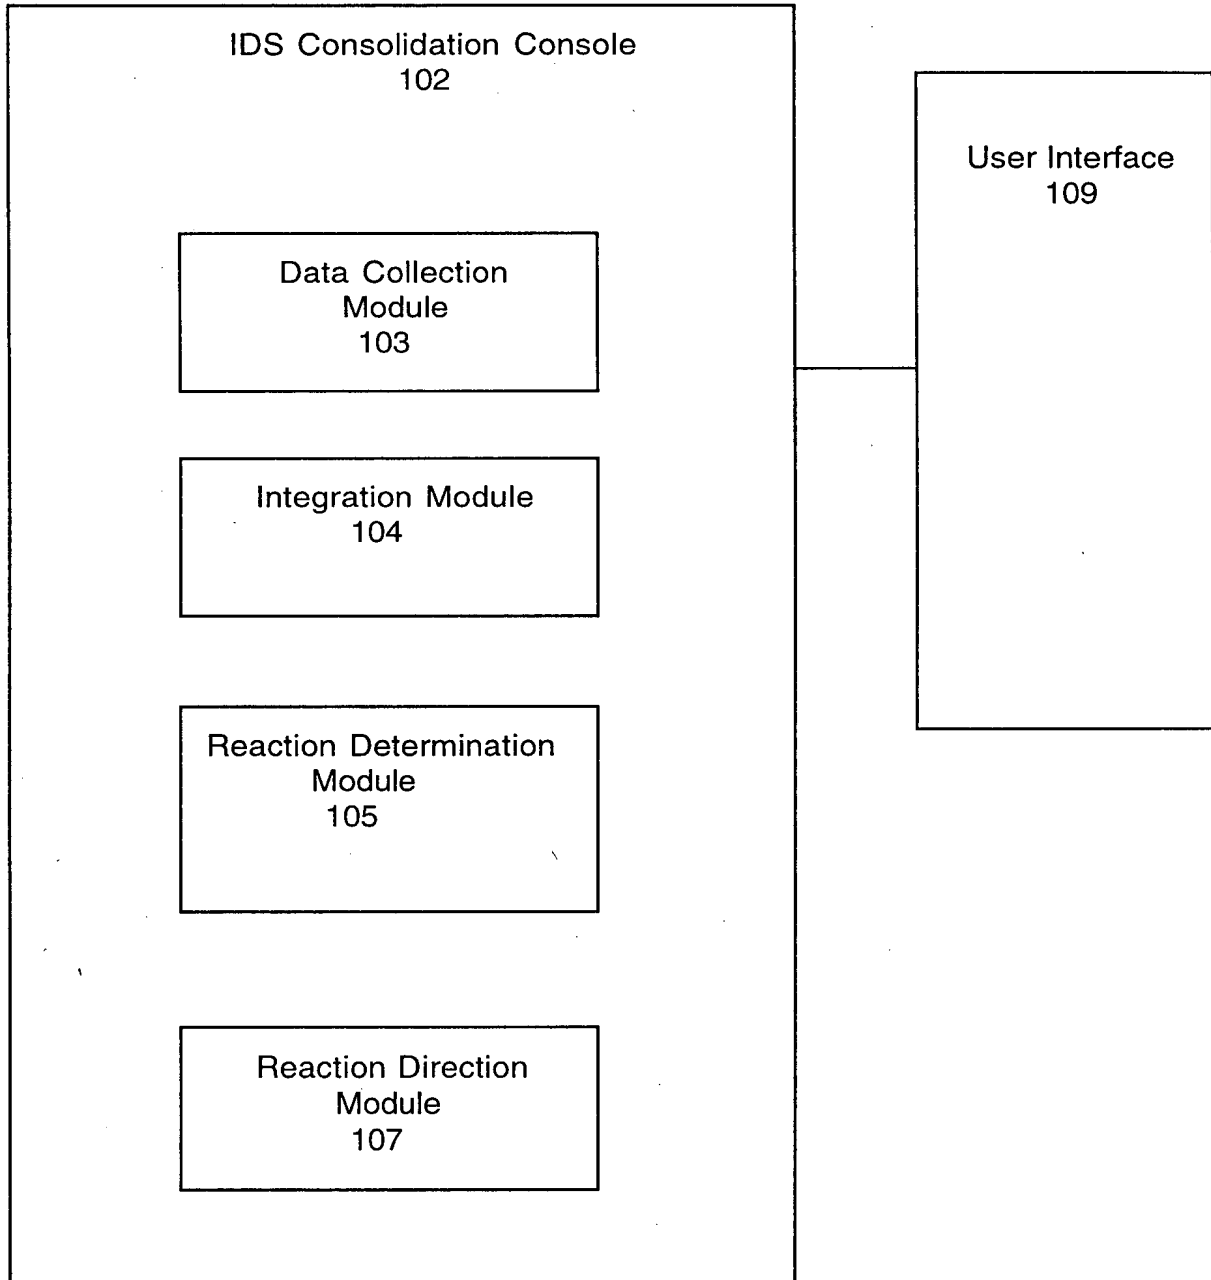 IDS Consolidation Console
102
User Interface
109
Data Collection
Module
103
Integration Module
104
Reaction Determination
Module
105
Reaction Direction
Module
107